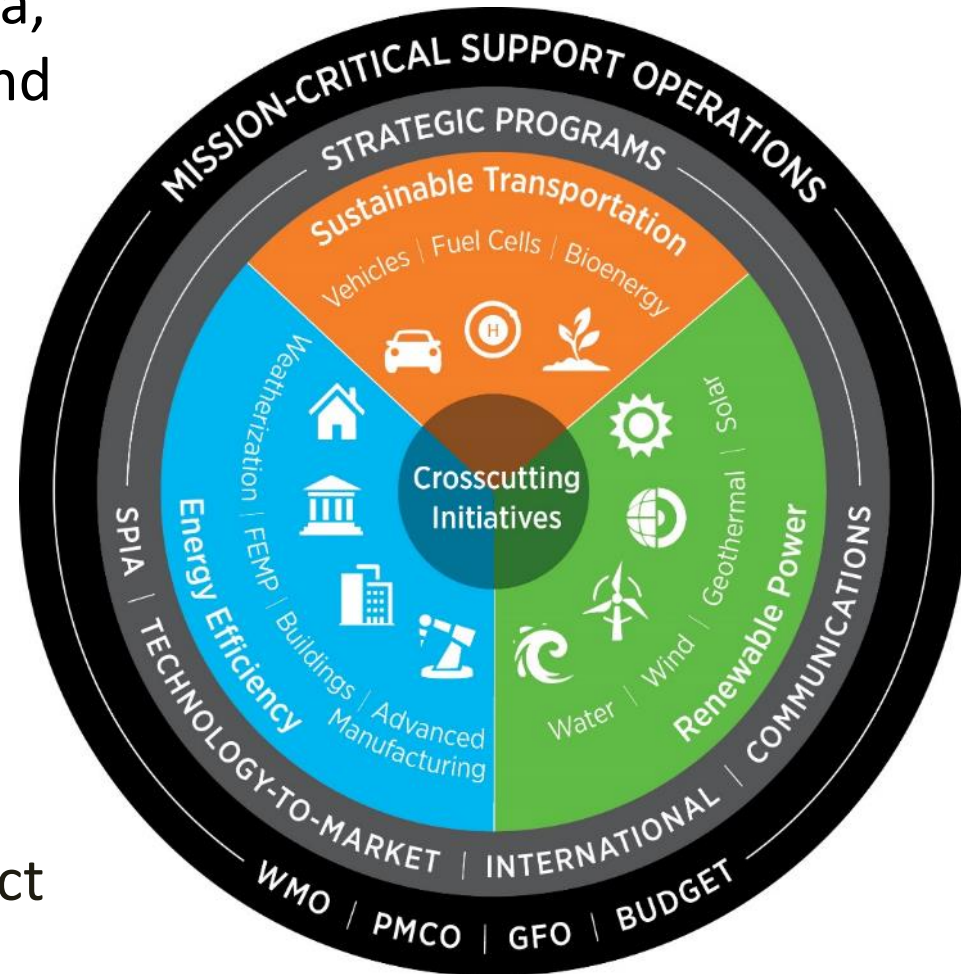 a,
nd
MISSION-CRITICAL SUPPORT OPERATIONS
STRATEGIC PROGRAMS
Sustainable Transportation
Vehicles | Fuel Cells | Bioenergy
H
Crosscutting
Initiatives
Energy Efficiency
Weatherization | FEMP | Buildings | Advanced
Manufacturing
Renewable Power
Water | Wind | Geothermal | Solar
SPIA | TECHNOLOGY-TO-MARKET | INTERNATIONAL | COMMUNICATIONS
WMO | PMCO | GFO | BUDGET
ct